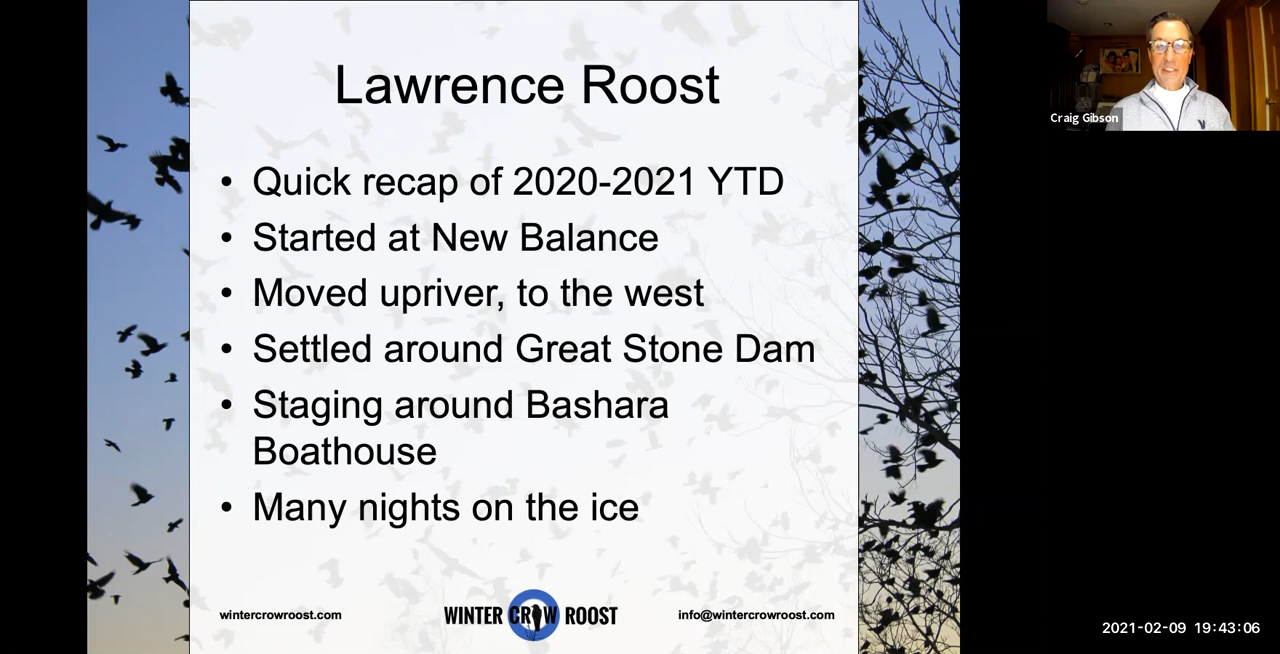 Lawrence Roost
• Quick recap of 2020-2021 YTD
• Started at New Balance
• Moved upriver, to the west
• Settled around Great Stone Dam
• Staging around Bashara
Boathouse
• Many nights on the ice
wintercrowroost.com
WINTER CROW ROOST
info@wintercrowroost.com
Craig Gibson
2021-02-09 19:43:06